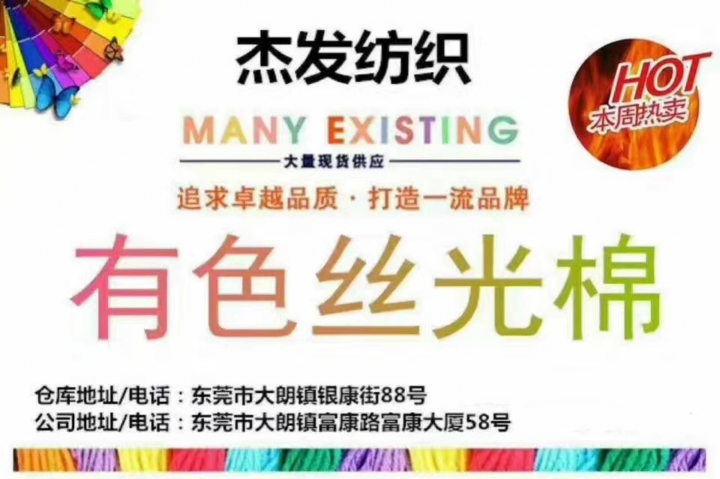 杰发纺织
HOT
本周热卖
MANY EXISTING
大量现货供应
追求卓越品质·打造一流品牌
有色丝光棉
仓库地址/电话：东莞市大朗镇银康街88号
公司地址/电话：东莞市大朗镇富康路富康大厦58号